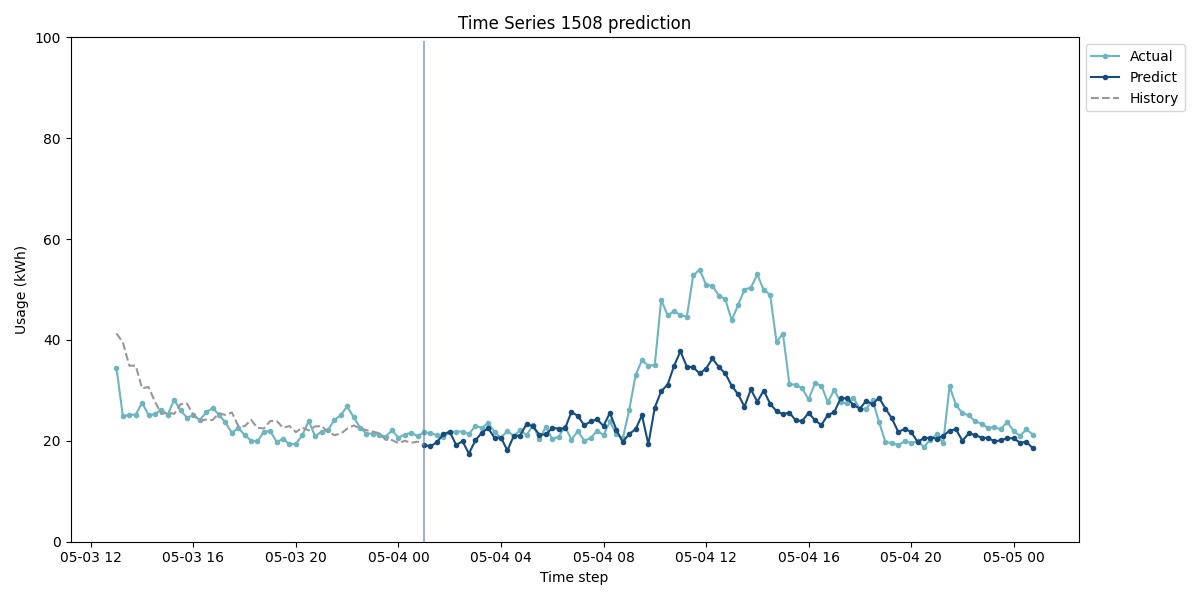 Time Series 1508 prediction
100
80
60
40
20
0
Usage (kWh)
05-03 12
05-03 16
05-03 20
05-04 00
05-04 04
05-04 08
05-04 12
05-04 16
05-04 20
05-05 00
Time step
Actual
Predict
History